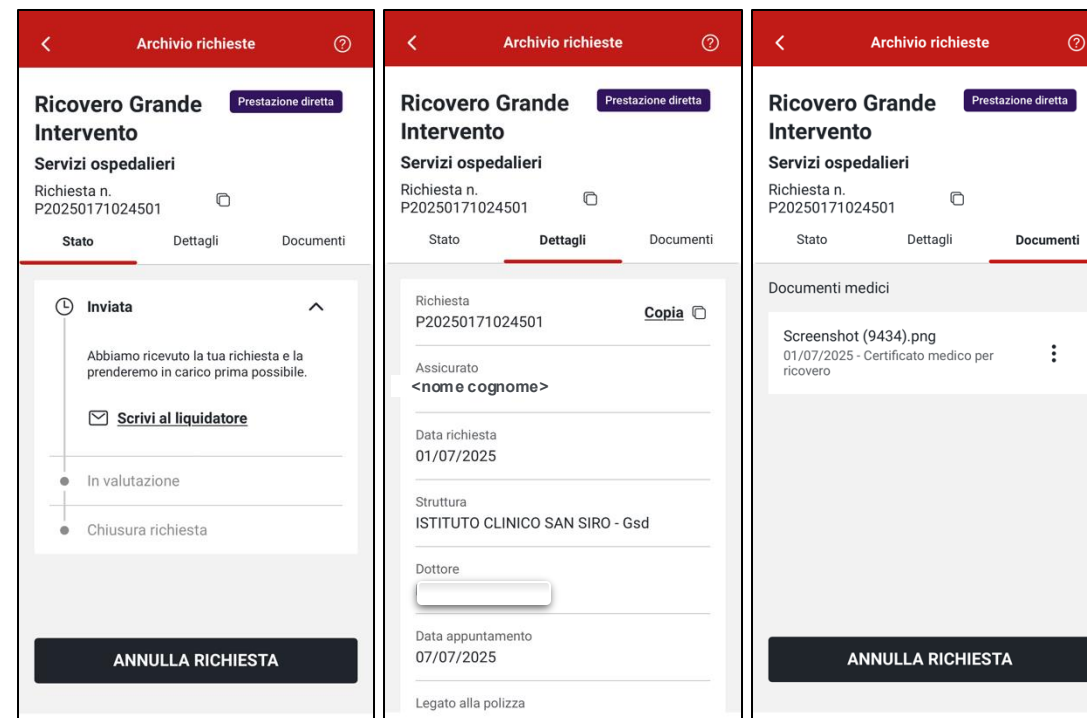 Archivio richieste
Ricovero Grande
Intervento
Prestazione diretta
Servizi ospedalieri
Richiesta n.
P20250171024501
Stato Dettagli Documenti
Inviata
Abbiamo ricevuto la tua richiesta e la
prenderemo in carico prima possibile.
Scrivi al liquidatore
In valutazione
Chiusura richiesta
ANNULLA RICHIESTA
Archivio richieste
Ricovero Grande
Intervento
Prestazione diretta
Servizi ospedalieri
Richiesta n.
P20250171024501
Stato Dettagli Documenti
Richiesta
P20250171024501
Copia
Assicurato
<nome cognome>
Data richiesta
01/07/2025
Struttura
ISTITUTO CLINICO SAN SIRO - Gsd
Dottore
Data appuntamento
07/07/2025
Legato alla polizza
Archivio richieste
Ricovero Grande
Intervento
Prestazione diretta
Servizi ospedalieri
Richiesta n.
P20250171024501
Stato Dettagli Documenti
Documenti medici
Screenshot (9434).png
01/07/2025 - Certificato medico per
ricovero
ANNULLA RICHIESTA